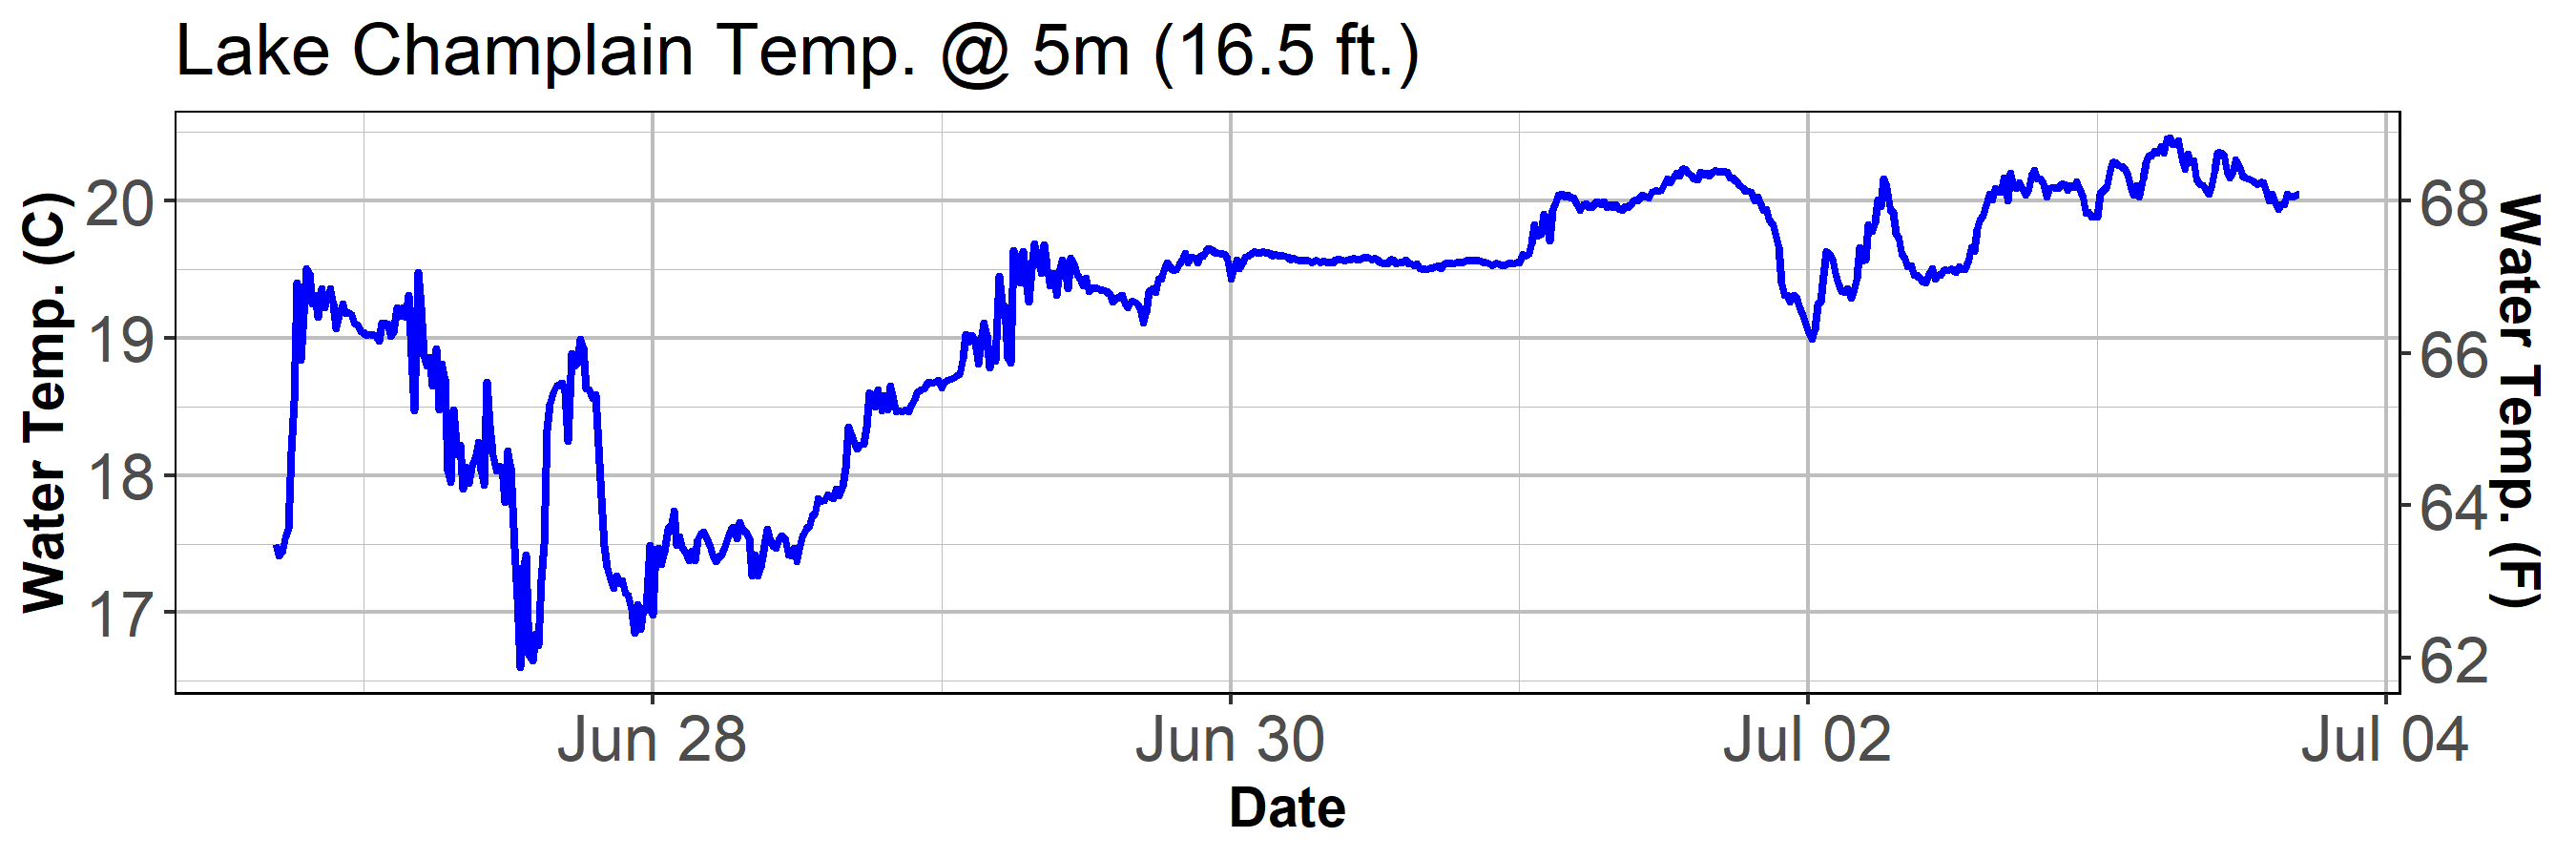 Lake Champlain Temp. @ 5m (16.5 ft.)
Water Temp. (C)
20
19
18
17
68
66
64
62
Water Temp. (F)
Jun 28
Jun 30
Jul 02
Jul 04
Date